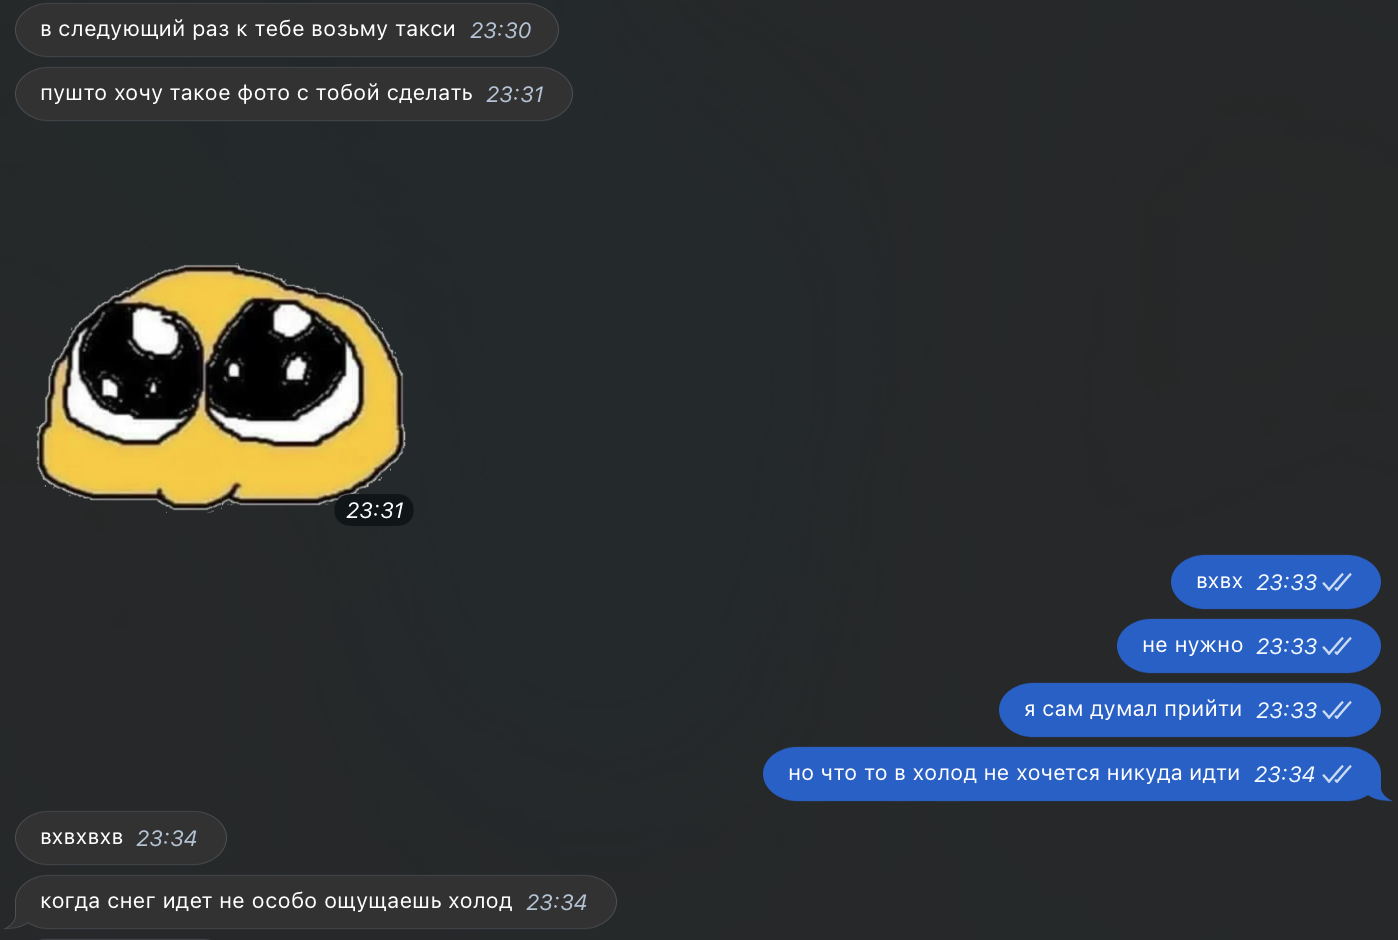 в следующий раз к тебе возьму такси 23:30
пушто хочу такое фото с тобой сделать 23:31
23:31
вхвх 23:33
не нужно 23:33
я сам думал прийти 23:33
но что то в холод не хочется никуда идти 23:34
вхвхвхв 23:34
когда снег идет не особо ощущаешь холод 23:34